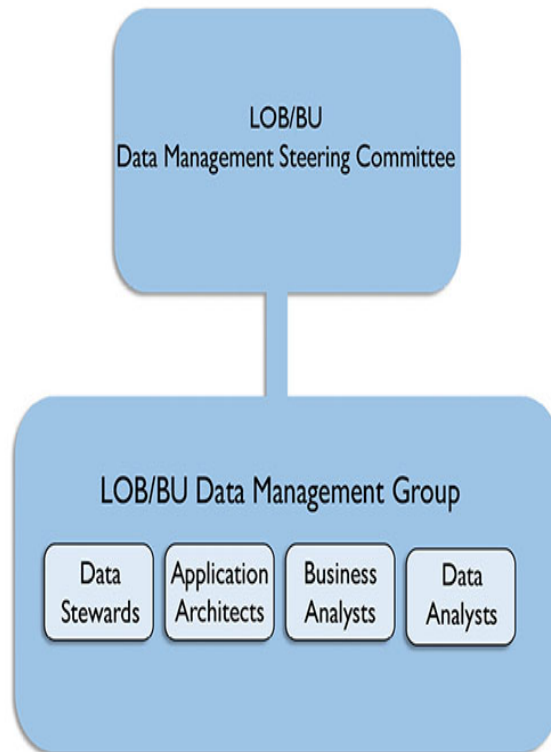 LOB/BU
Data Management Steering Committee
LOB/BU Data Management Group
Data
Stewards
Application
Architects
Business
Analysts
Data
Analysts